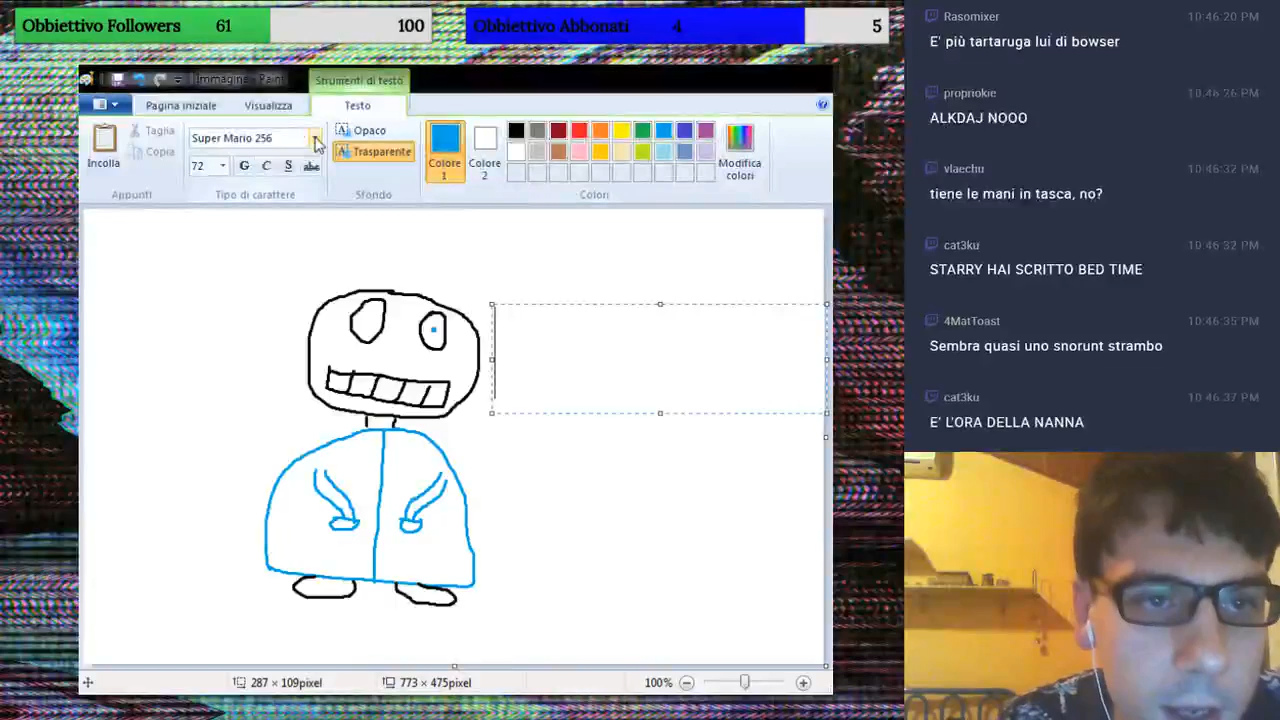 Obbiettivo Followers 61 100
Obbiettivo Abbonati 4 5
Immagine - Paint
Strumenti di testo
Pagina iniziale
Visualizza
Testo
Incolla
Taglia
Copia
Appunti
Super Mario 256
72
G C S abc
Tipo di carattere
Opaco
Trasparente
Sfondo
Colore 1
Colore 2
Modifica colori
Colori
287 × 109pixel
773 × 475pixel
100%
Rasomixer 10:46:20 PM
E' più tartaruga lui di bowser
propriokie 10:46:26 PM
ALKDAJ NOOO
vlaechu 10:46:32 PM
tiene le mani in tasca, no?
cat3ku 10:46:32 PM
STARRY HAI SCRITTO BED TIME
4MatToast 10:46:35 PM
Sembra quasi uno snorunt strambo
cat3ku 10:46:37 PM
E' L'ORA DELLA NANNA